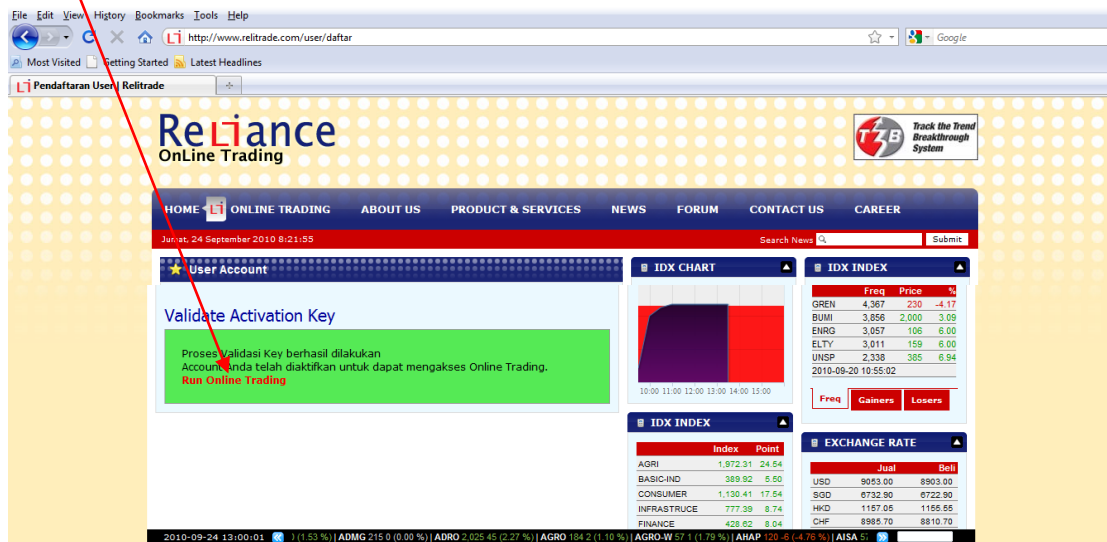 File Edit View History Bookmarks Tools Help
http://www.relitrade.com/user/daftar
Google
Most Visited Getting Started Latest Headlines
Pendaftaran User | Relitrade
ReLiance
OnLine Trading
TZB
Track the Trend
Breakthrough
System
HOME Li ONLINE TRADING ABOUT US PRODUCT & SERVICES NEWS FORUM CONTACT US CAREER
Jumat, 24 September 2010 8:21:55
Search News
Submit
User Account
Validate Activation Key
Proses Validasi Key berhasil dilakukan
Account Anda telah diaktifkan untuk dapat mengakses Online Trading.
Run Online Trading
IDX CHART
10:00 11:00 12:00 13:00 14:00 15:00
IDX INDEX
Index Point
AGRI 1,972.31 24.54
BASIC-IND 389.92 5.50
CONSUMER 1,130.41 17.54
INFRASTRUCE 777.39 8.74
FINANCE 428.62 8.04
IDX INDEX
Freq Price %
GREN 4,367 230 -4.17
BUMI 3,856 2,000 3.09
ENRG 3,057 106 6.00
ELTY 3,011 159 6.00
UNSP 2,338 385 6.94
2010-09-20 10:55:02
Freq Gainers Losers
EXCHANGE RATE
Jual Beli
USD 9053.00 8903.00
SGD 6732.90 6722.90
HKD 1157.05 1155.55
CHF 8985.70 8810.70
2010-09-24 13:00:01 ) (1.53 %) | ADMG 215 0 (0.00 %) | ADRO 2,025 45 (2.27 %) | AGRO 184 2 (1.10 %) | AGRO-W 57 1 (1.79 %) | AHAP 120 -6 (-4.76 %) | AISA 57